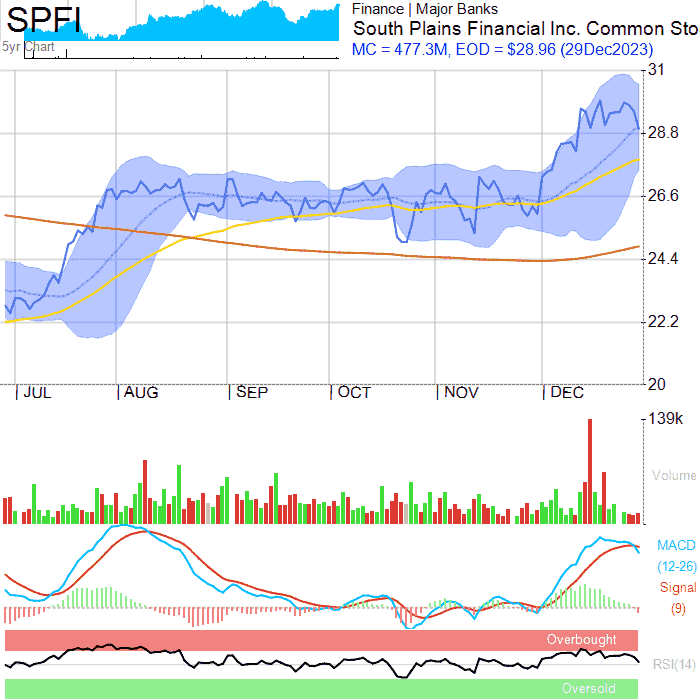 SPFI
5yr Chart
Finance | Major Banks
South Plains Financial Inc. Common Sto
MC = 477.3M, EOD = $28.96 (29Dec2023)
31
28.8
26.6
24.4
22.2
20
JUL AUG SEP OCT NOV DEC
139k
Volume
MACD
(12-26)
Signal
(9)
Overbought
RSI(14)
Oversold